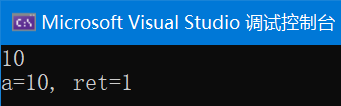 C:\ Microsoft Visual Studio 调试控制台
10
a=10, ret=1